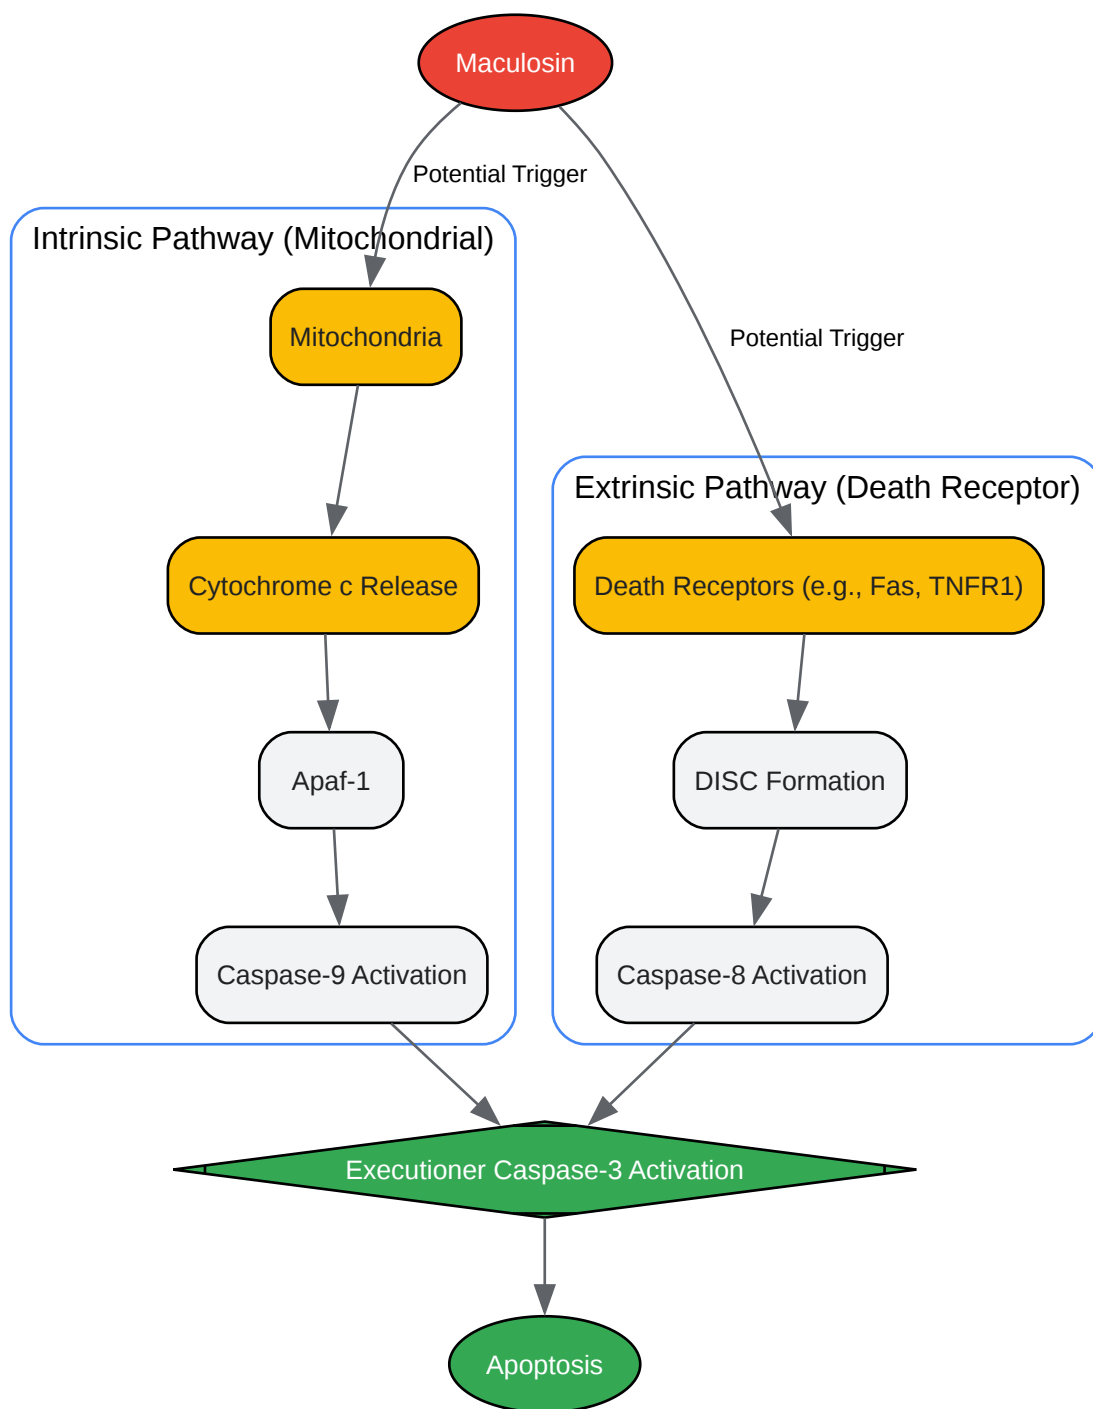 Maculosin
Potential Trigger
Intrinsic Pathway (Mitochondrial)
Mitochondria
Potential Trigger
Extrinsic Pathway (Death Receptor)
Cytochrome c Release
Death Receptors (e.g., Fas, TNFR1)
Apaf-1
DISC Formation
Caspase-9 Activation
Caspase-8 Activation
Executioner Caspase-3 Activation
Apoptosis